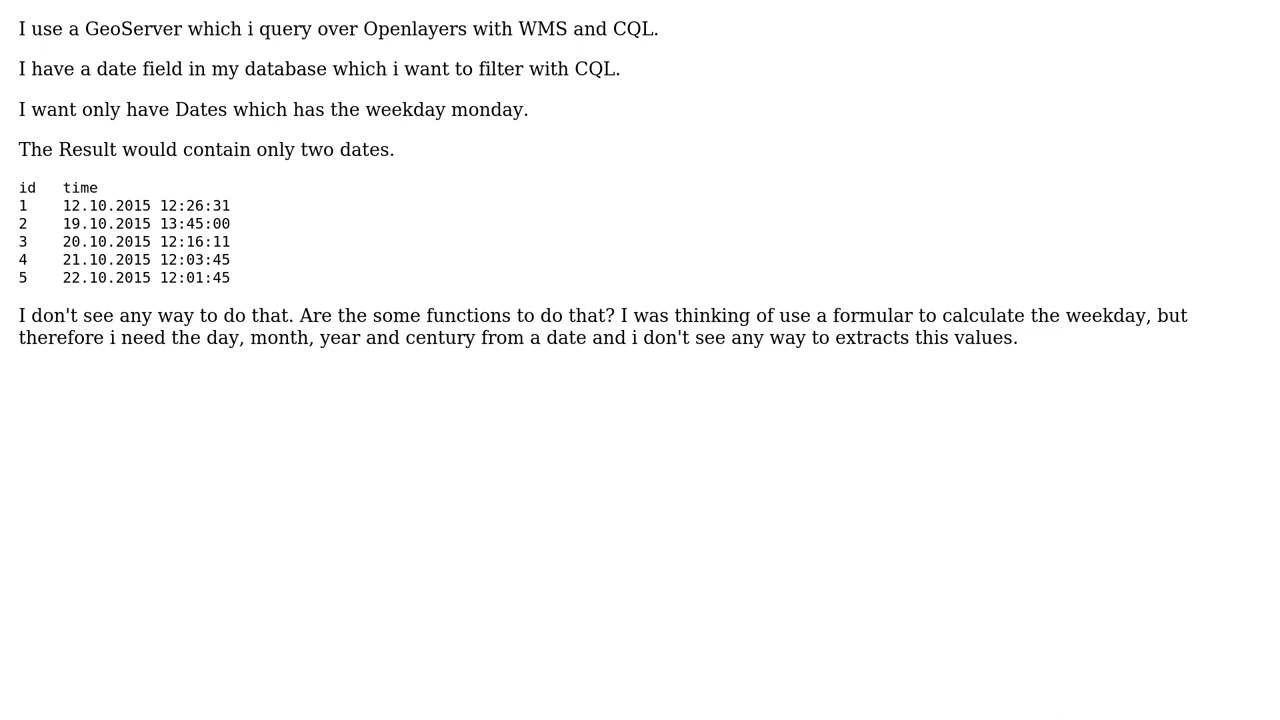 I use a GeoServer which i query over Openlayers with WMS and CQL.
I have a date field in my database which i want to filter with CQL.
I want only have Dates which has the weekday monday.
The Result would contain only two dates.
id   time
1    12.10.2015 12:26:31
2    19.10.2015 13:45:00
3    20.10.2015 12:16:11
4    21.10.2015 12:03:45
5    22.10.2015 12:01:45
I don't see any way to do that. Are the some functions to do that? I was thinking of use a formular to calculate the weekday, but
therefore i need the day, month, year and century from a date and i don't see any way to extracts this values.